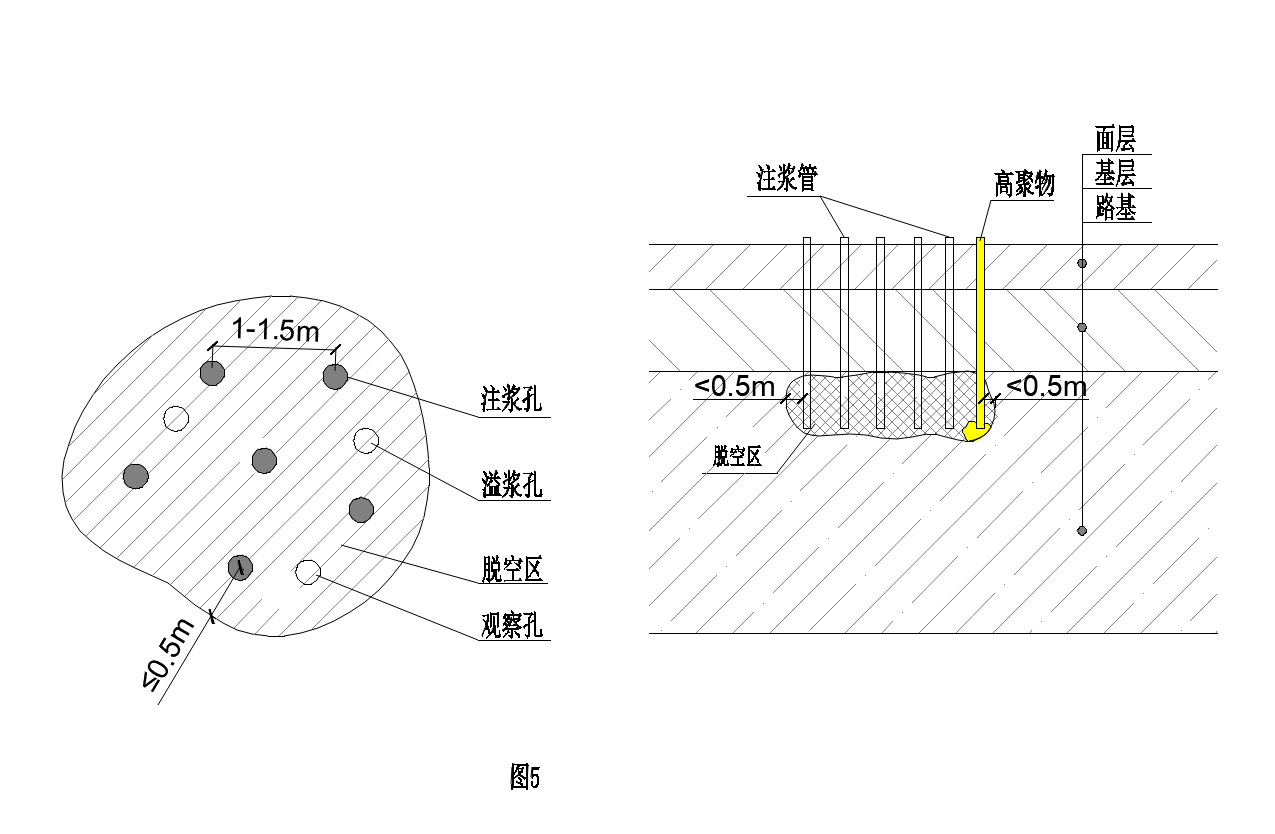 1-1.5m
注浆孔
溢浆孔
脱空区
观察孔
≤0.5m
注浆管
高聚物
面层
基层
路基
<0.5m
<0.5m
脱空区
图5